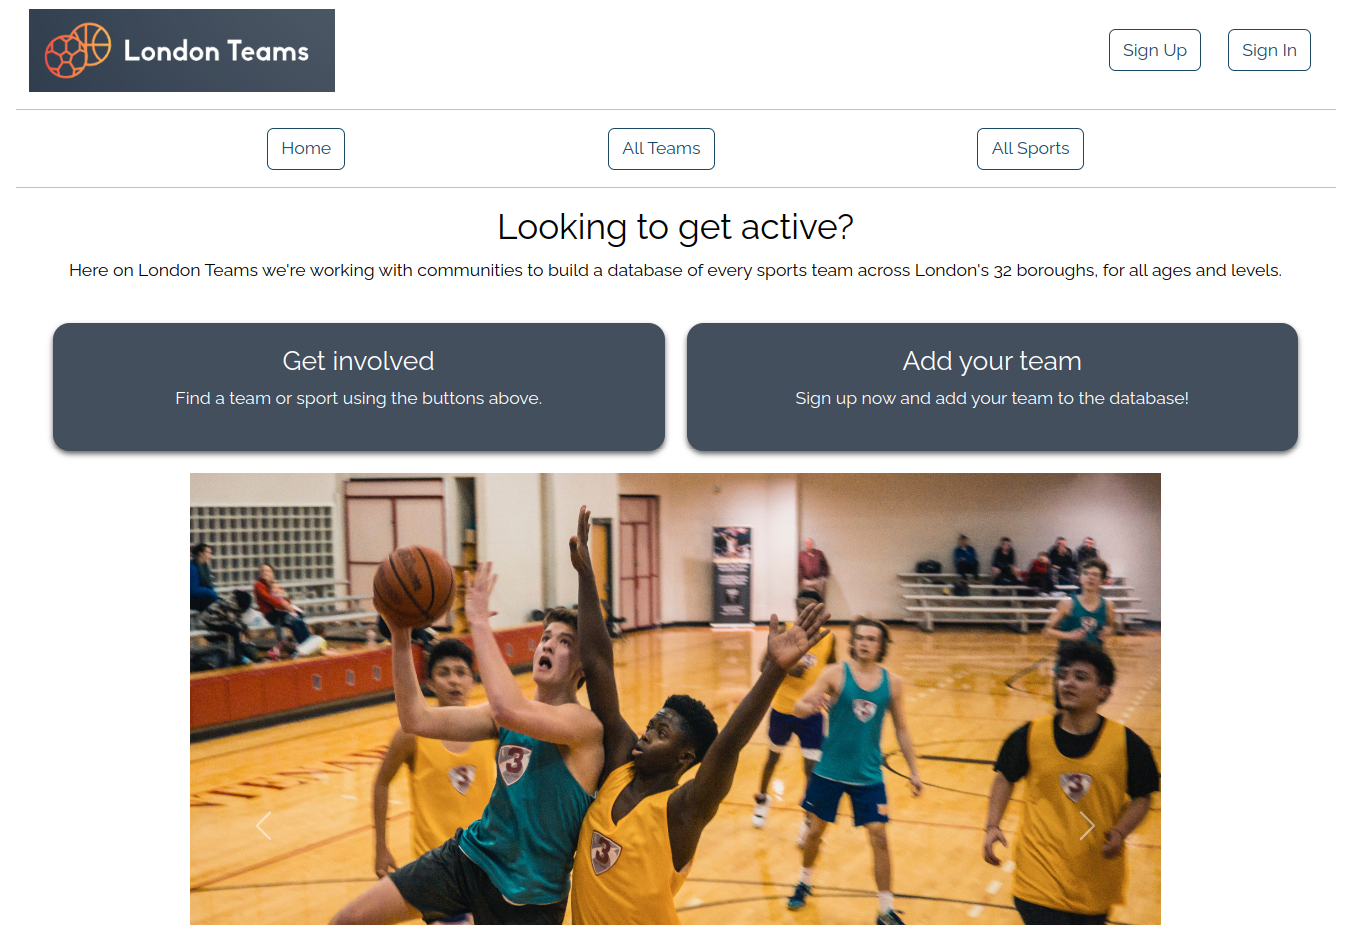 London Teams
Sign Up
Sign In
Home
All Teams
All Sports
Looking to get active?
Here on London Teams we're working with communities to build a database of every sports team across London's 32 boroughs, for all ages and levels.
Get involved
Find a team or sport using the buttons above.
Add your team
Sign up now and add your team to the database!
3
3
3